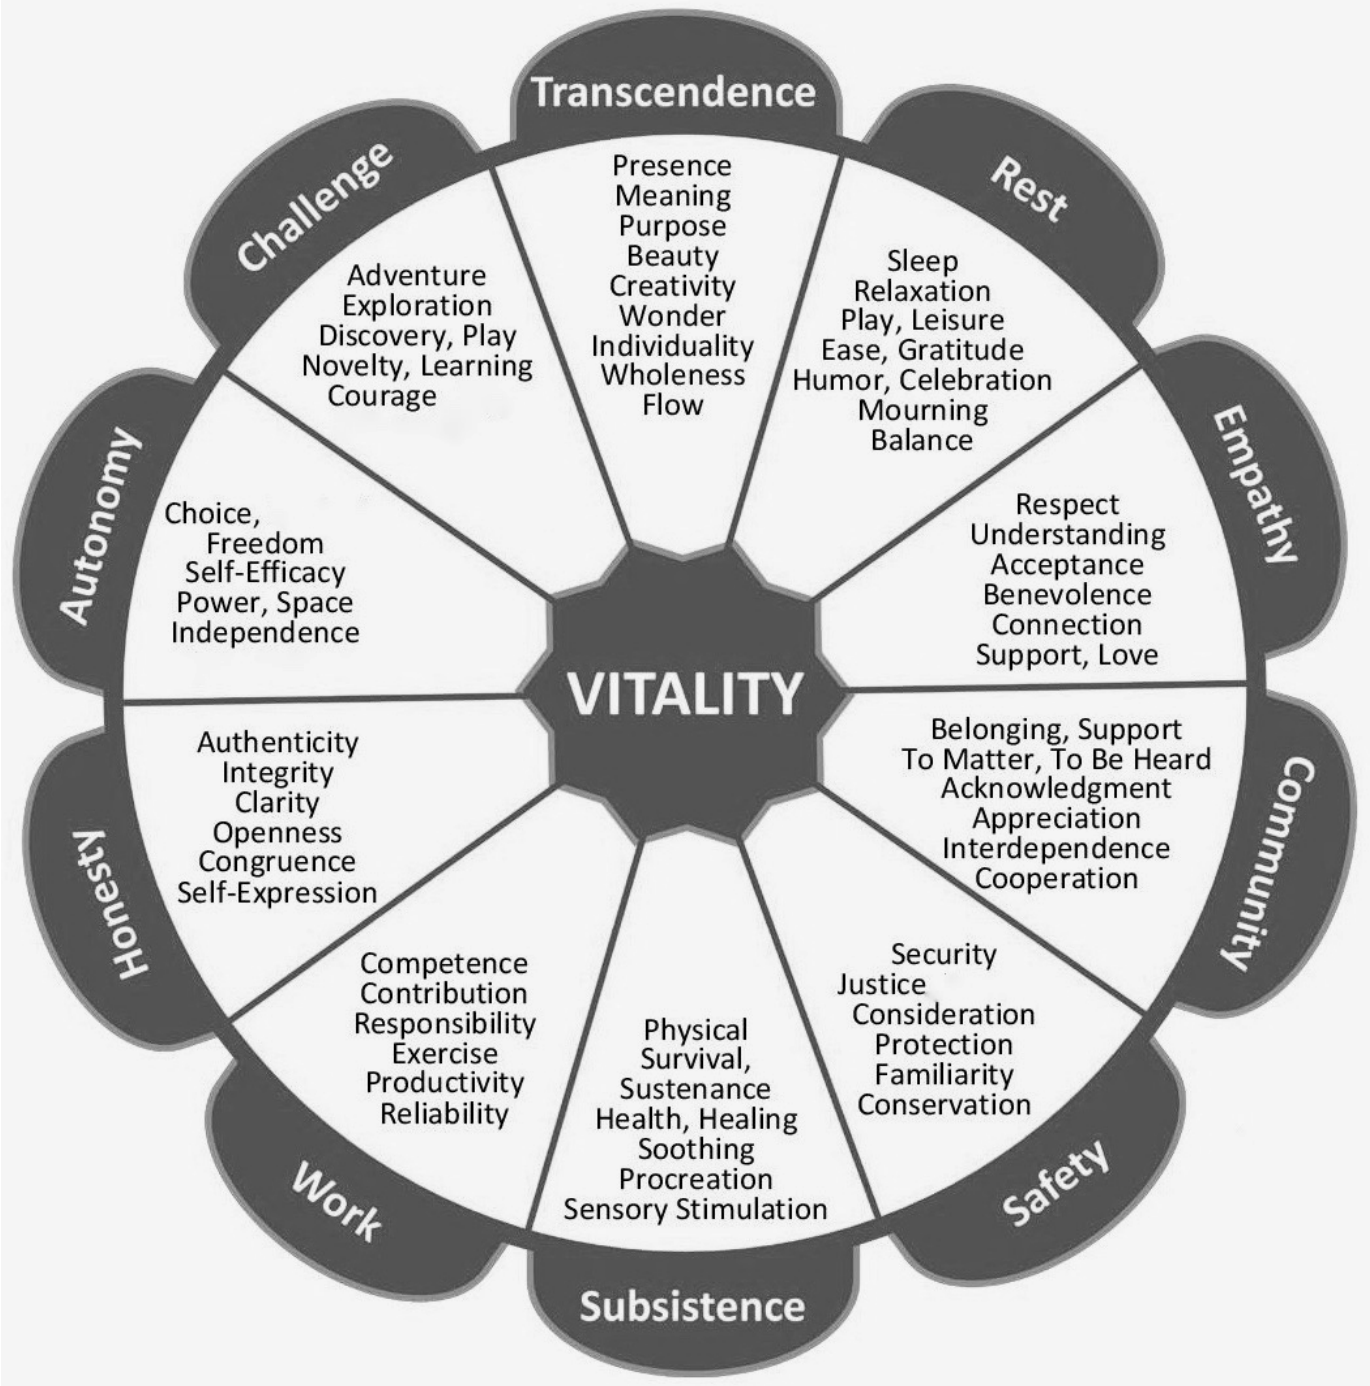 Transcendence
Presence
Meaning
Purpose
Beauty
Creativity
Wonder
Individuality
Wholeness
Flow
Rest
Sleep
Relaxation
Play, Leisure
Ease, Gratitude
Humor, Celebration
Mourning
Balance
Empathy
Respect
Understanding
Acceptance
Benevolence
Connection
Support, Love
Community
Belonging, Support
To Matter, To Be Heard
Acknowledgment
Appreciation
Interdependence
Cooperation
Safety
Security
Justice
Consideration
Protection
Familiarity
Conservation
Subsistence
Physical
Survival,
Sustenance
Health, Healing
Soothing
Procreation
Sensory Stimulation
Work
Competence
Contribution
Responsibility
Exercise
Productivity
Reliability
Honesty
Authenticity
Integrity
Clarity
Openness
Congruence
Self-Expression
Autonomy
Choice,
Freedom
Self-Efficacy
Power, Space
Independence
Challenge
Adventure
Exploration
Discovery, Play
Novelty, Learning
Courage
VITALITY